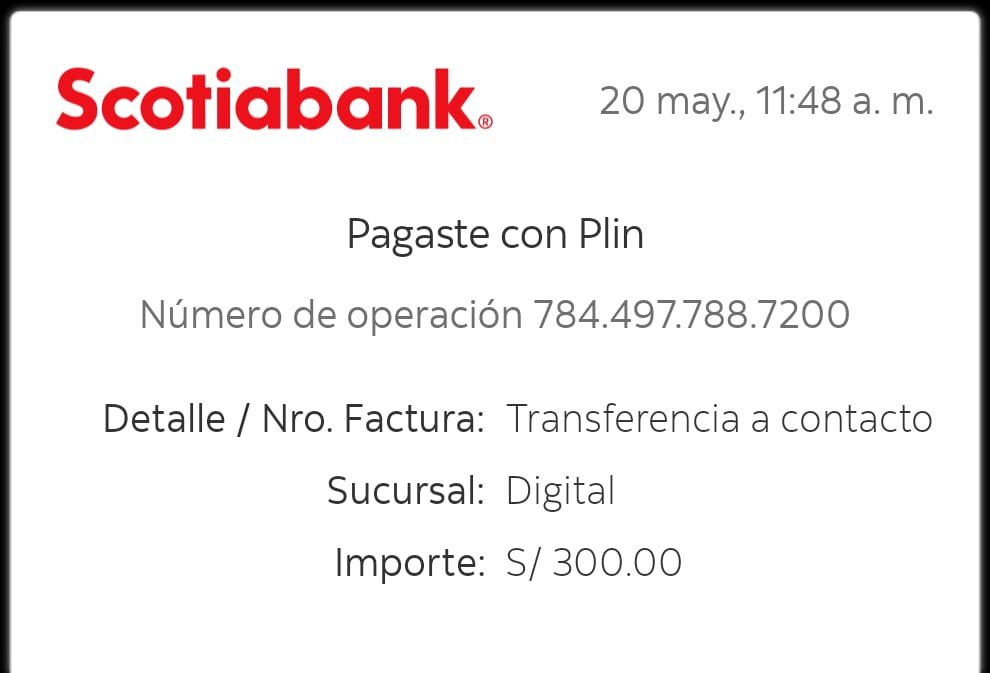 Scotiabank®
20 may., 11:48 a. m.
Pagaste con Plin
Número de operación 784.497.788.7200
Detalle / Nro. Factura: Transferencia a contacto
Sucursal: Digital
Importe: S/ 300.00